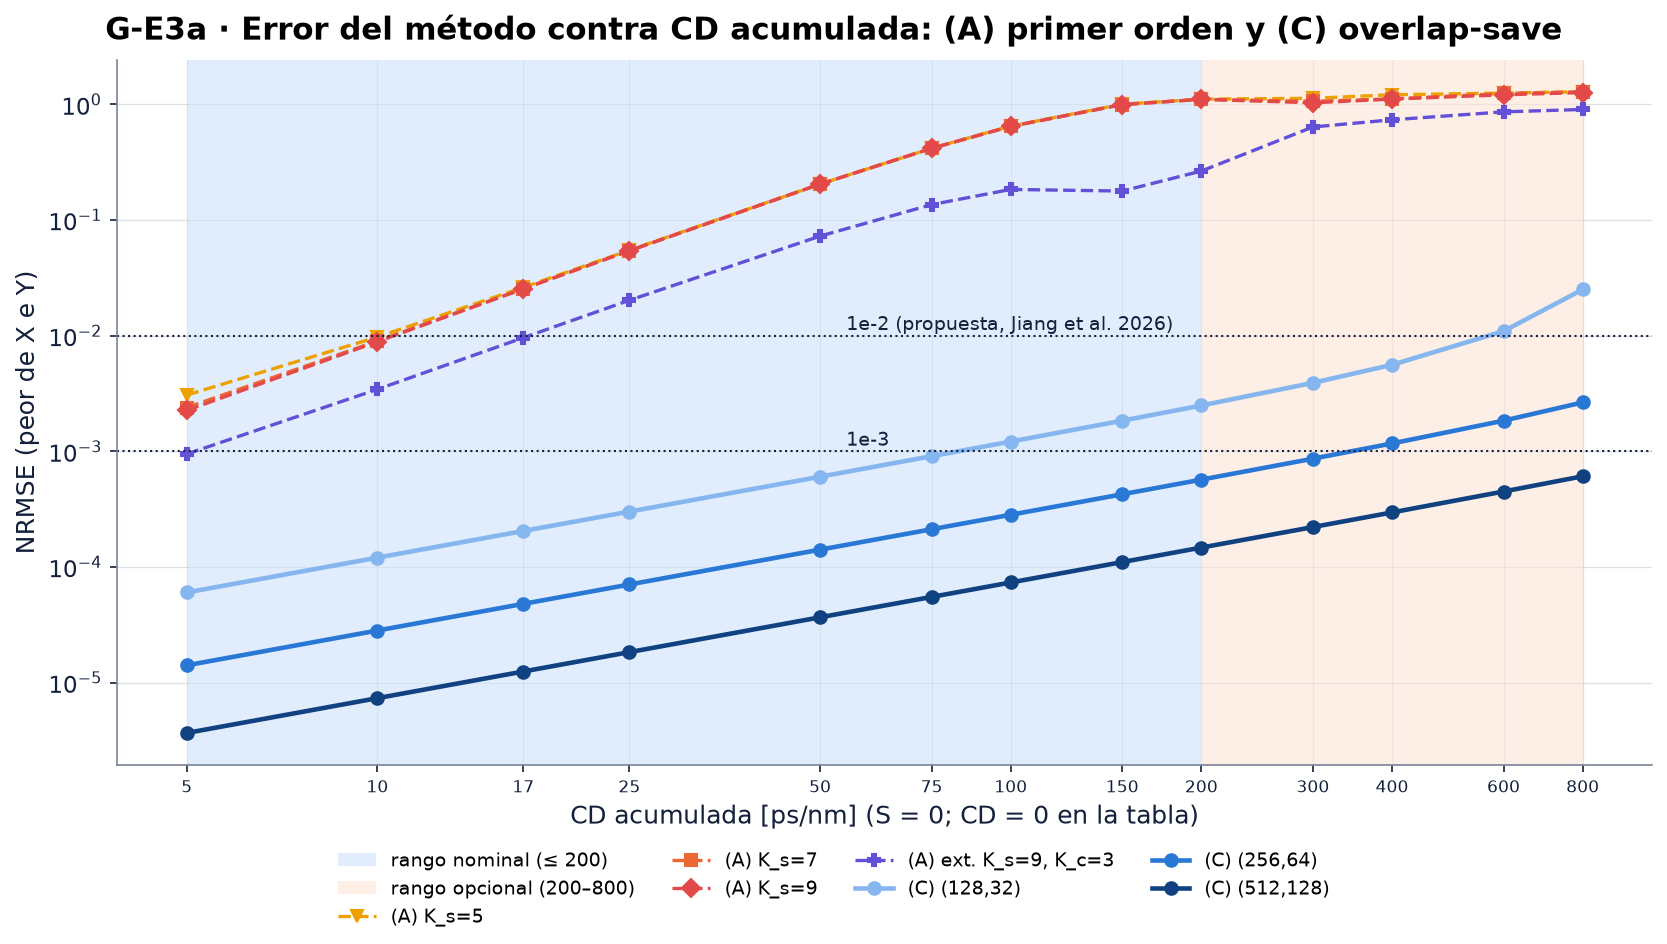 G-E3a · Error del método contra CD acumulada: (A) primer orden y (C) overlap-save
NRMSE (peor de X e Y)
10⁰
10⁻¹
10⁻²
10⁻³
10⁻⁴
10⁻⁵
1e-2 (propuesta, Jiang et al. 2026)
1e-3
5 10 17 25 50 75 100 150 200 300 400 600 800
CD acumulada [ps/nm] (S = 0; CD = 0 en la tabla)
rango nominal (≤ 200)
rango opcional (200–800)
(A) K_s=5
(A) K_s=7
(A) K_s=9
(A) ext. K_s=9, K_c=3
(C) (128,32)
(C) (256,64)
(C) (512,128)